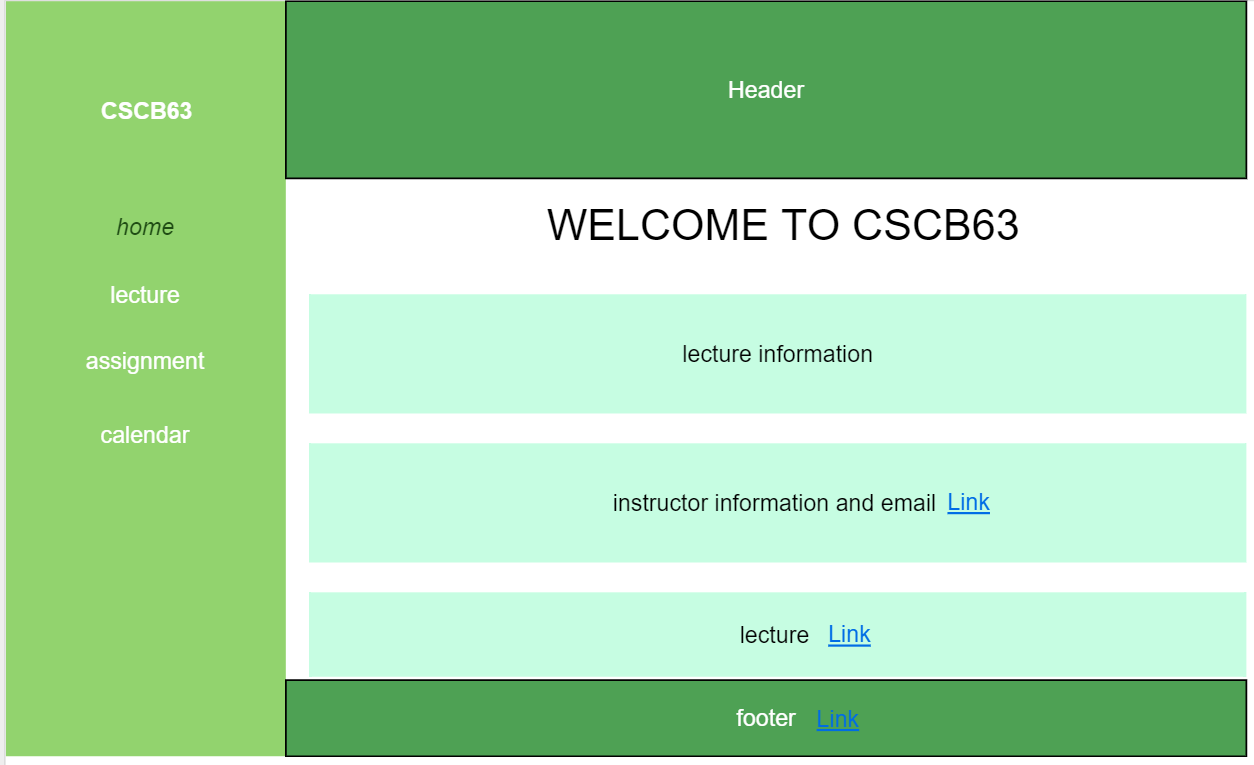 CSCB63
home
lecture
assignment
calendar
Header
WELCOME TO CSCB63
lecture information
instructor information and email Link
lecture Link
footer Link